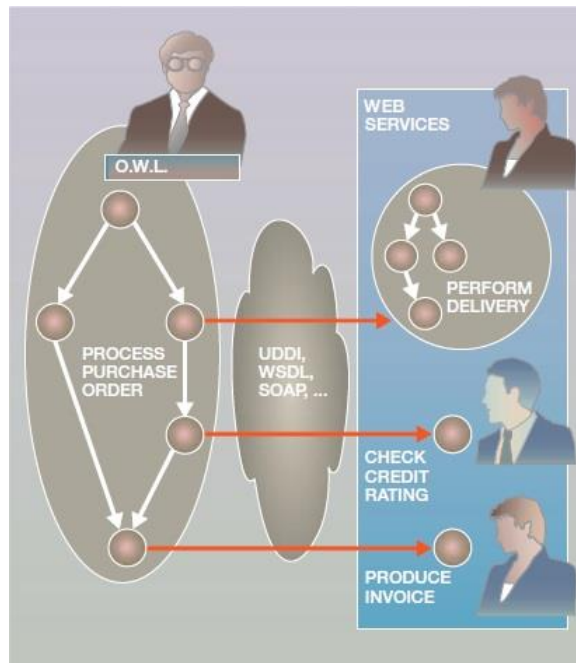 O.W.L.
PROCESS
PURCHASE
ORDER
UDDI,
WSDL,
SOAP, ...
WEB
SERVICES
PERFORM
DELIVERY
CHECK
CREDIT
RATING
PRODUCE
INVOICE